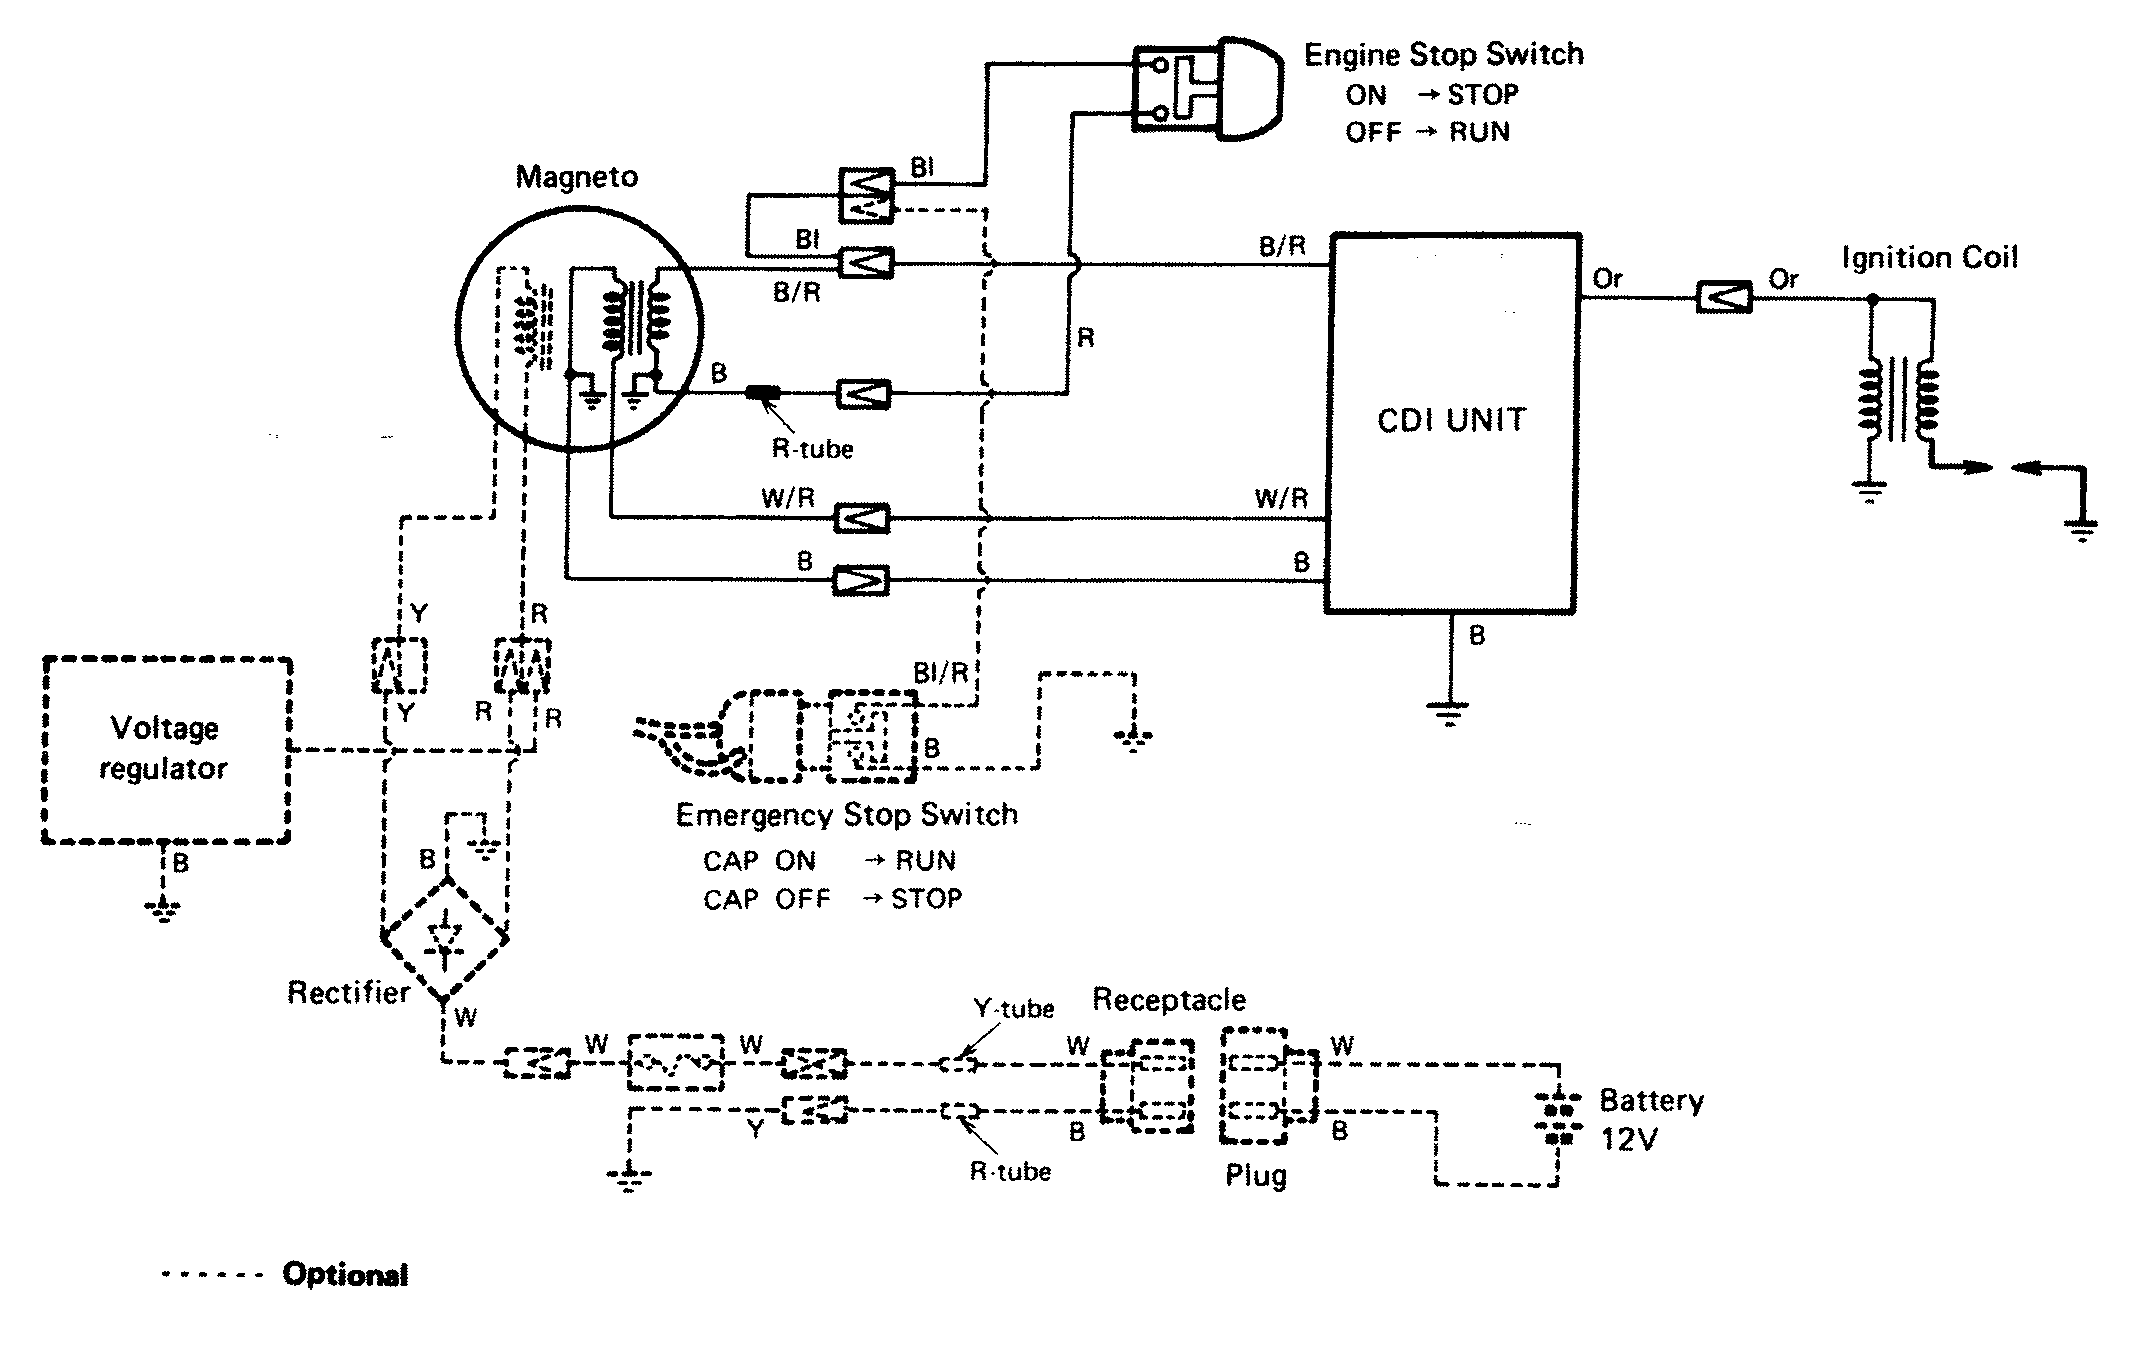 Engine Stop Switch
ON → STOP
OFF → RUN
Magneto
Bl
Bl
B/R
B/R
Ignition Coil
Or
Or
R
B
R-tube
CDI UNIT
W/R
W/R
B
B
Y
R
B
Bl/R
Y
R
R
Voltage
regulator
B
Emergency Stop Switch
CAP ON → RUN
CAP OFF → STOP
B
B
Rectifier
W
Y-tube
Receptacle
W
W
W
W
Battery
12V
Y
B
B
R-tube
Plug
Optional